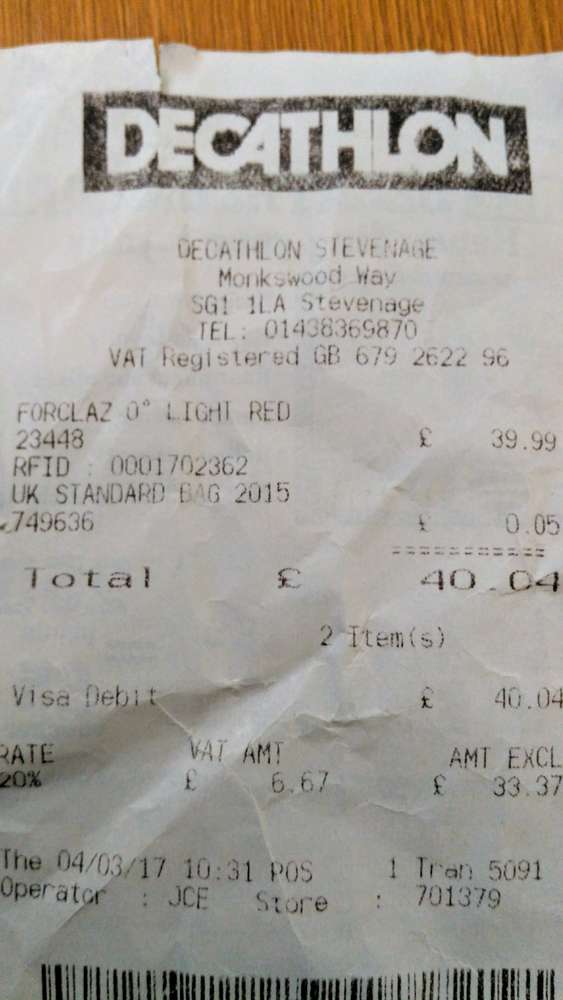 DECATHLON
DECATHLON STEVENAGE
Monkswood Way
SG1 1LA Stevenage
TEL: 01438369870
VAT Registered GB 679 2622 96
FORCLAZ 0° LIGHT RED
23448 £ 39.99
RFID : 0001702362
UK STANDARD BAG 2015
749636 £ 0.05
===========
Total £ 40.04
2 Item(s)
Visa Debit £ 40.04
RATE VAT AMT AMT EXCL
20% £ 6.67 £ 33.37
The 04/03/17 10:31 POS 1 Tran 5091
Operator : JCE Store : 701379